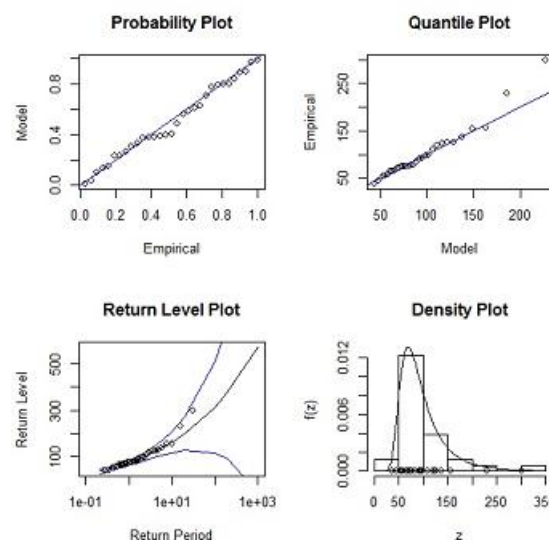 Probability Plot
Model
0.0 0.4 0.8
0.0 0.2 0.4 0.6 0.8 1.0
Empirical
Quantile Plot
Empirical
50 150 250
50 100 150 200
Model
Return Level Plot
Return Level
100 300 500
1e-01 1e+01 1e+03
Return Period
Density Plot
f(z)
0.000 0.006 0.012
0 50 150 250 350
z